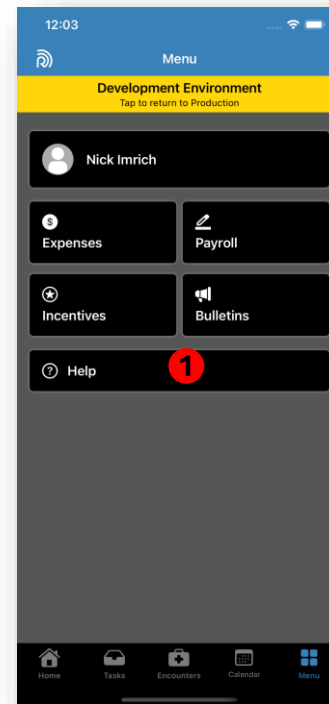 12:03
Menu
Development Environment
Tap to return to Production
Nick Imrich
$
Expenses
Payroll
Incentives
Bulletins
? Help
1
Home Tasks Encounters Calendar Menu